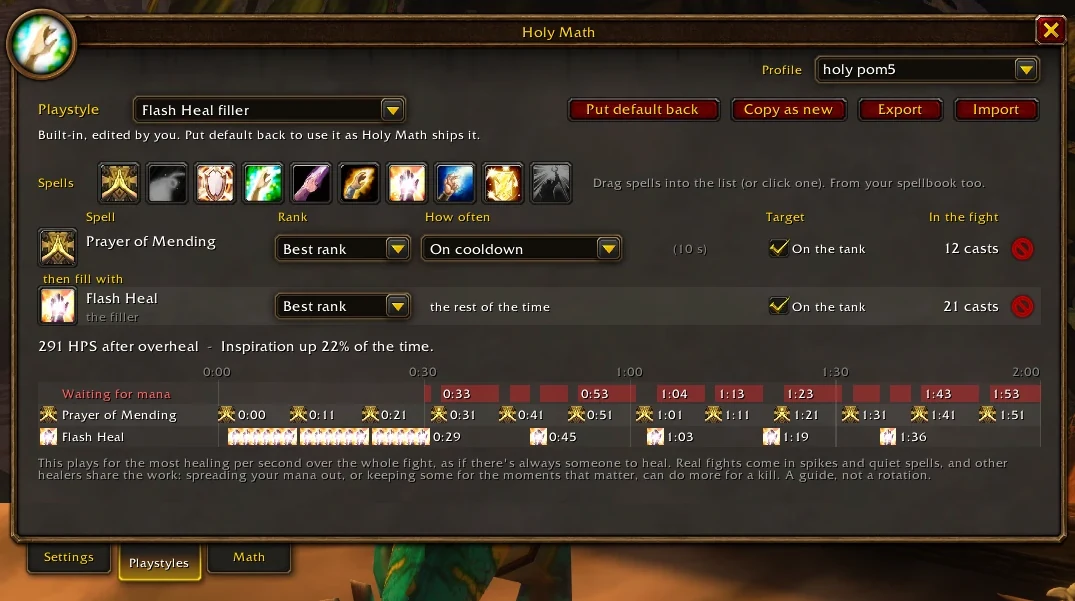 Holy Math
Profile holy pom5
Playstyle Flash Heal filler Put default back Copy as new Export Import
Built-in, edited by you. Put default back to use it as Holy Math ships it.
Spells Drag spells into the list (or click one). From your spellbook too.
Spell Rank How often Target In the fight
Prayer of Mending Best rank On cooldown (10 s) On the tank 12 casts
then fill with
Flash Heal Best rank the rest of the time On the tank 21 casts
the filler
291 HPS after overheal - Inspiration up 22% of the time.
0:00 0:30 1:00 1:30 2:00
Waiting for mana 0:33 0:53 1:04 1:13 1:23 1:43 1:53
Prayer of Mending 0:00 0:11 0:21 0:31 0:41 0:51 1:01 1:11 1:21 1:31 1:41 1:51
Flash Heal 0:29 0:45 1:03 1:19 1:36
This plays for the most healing per second over the whole fight, as if there's always someone to heal. Real fights come in spikes and quiet spells, and other
healers share the work: spreading your mana out, or keeping some for the moments that matter, can do more for a kill. A guide, not a rotation.
Settings Playstyles Math